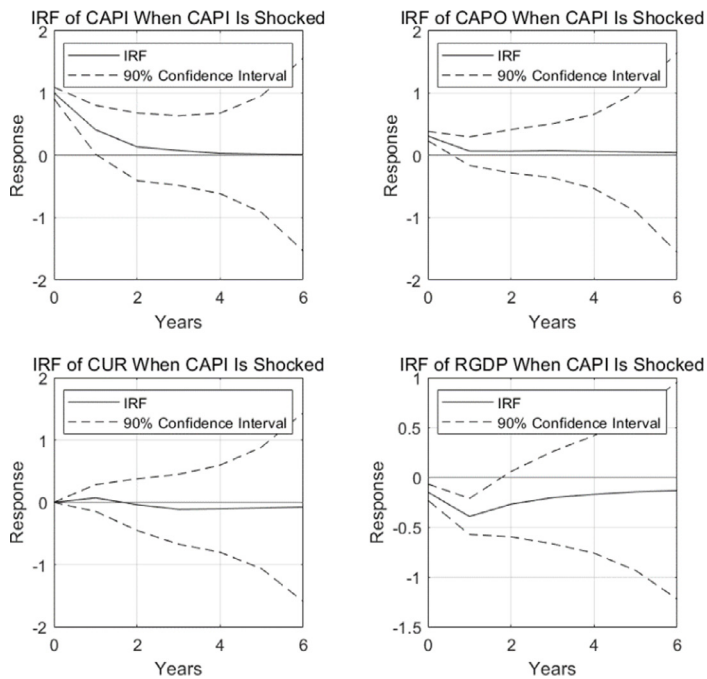 IRF of CAPI When CAPI Is Shocked
2
1
0
-1
-2
Response
IRF
90% Confidence Interval
0
2
4
6
Years
IRF of CAPO When CAPI Is Shocked
2
1
0
-1
-2
Response
IRF
90% Confidence Interval
0
2
4
6
Years
IRF of CUR When CAPI Is Shocked
2
1
0
-1
-2
Response
IRF
90% Confidence Interval
0
2
4
6
Years
IRF of RGDP When CAPI Is Shocked
1
0.5
0
-0.5
-1
-1.5
Response
IRF
90% Confidence Interval
0
2
4
6
Years